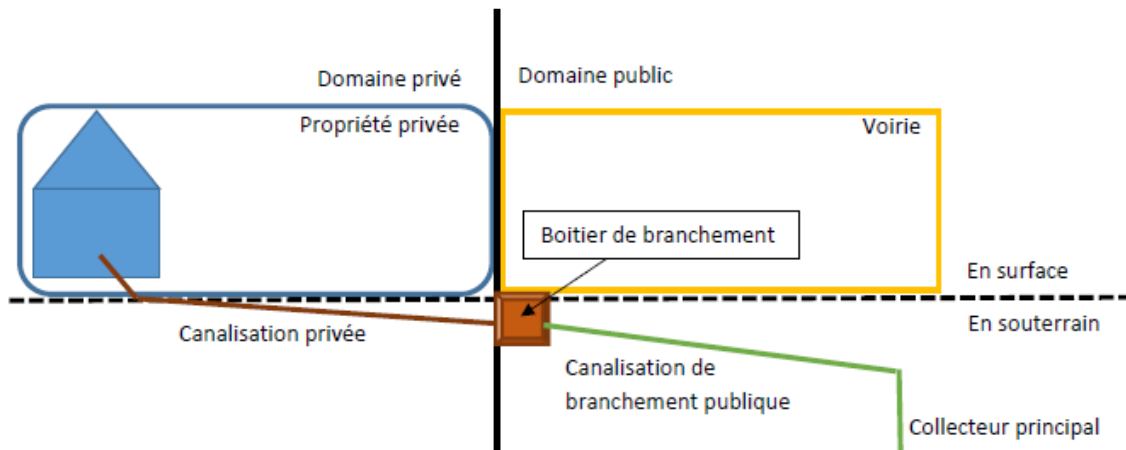 Domaine privé
Domaine public
Propriété privée
Voirie
Boitier de branchement
En surface
En souterrain
Canalisation privée
Canalisation de
branchement publique
Collecteur principal